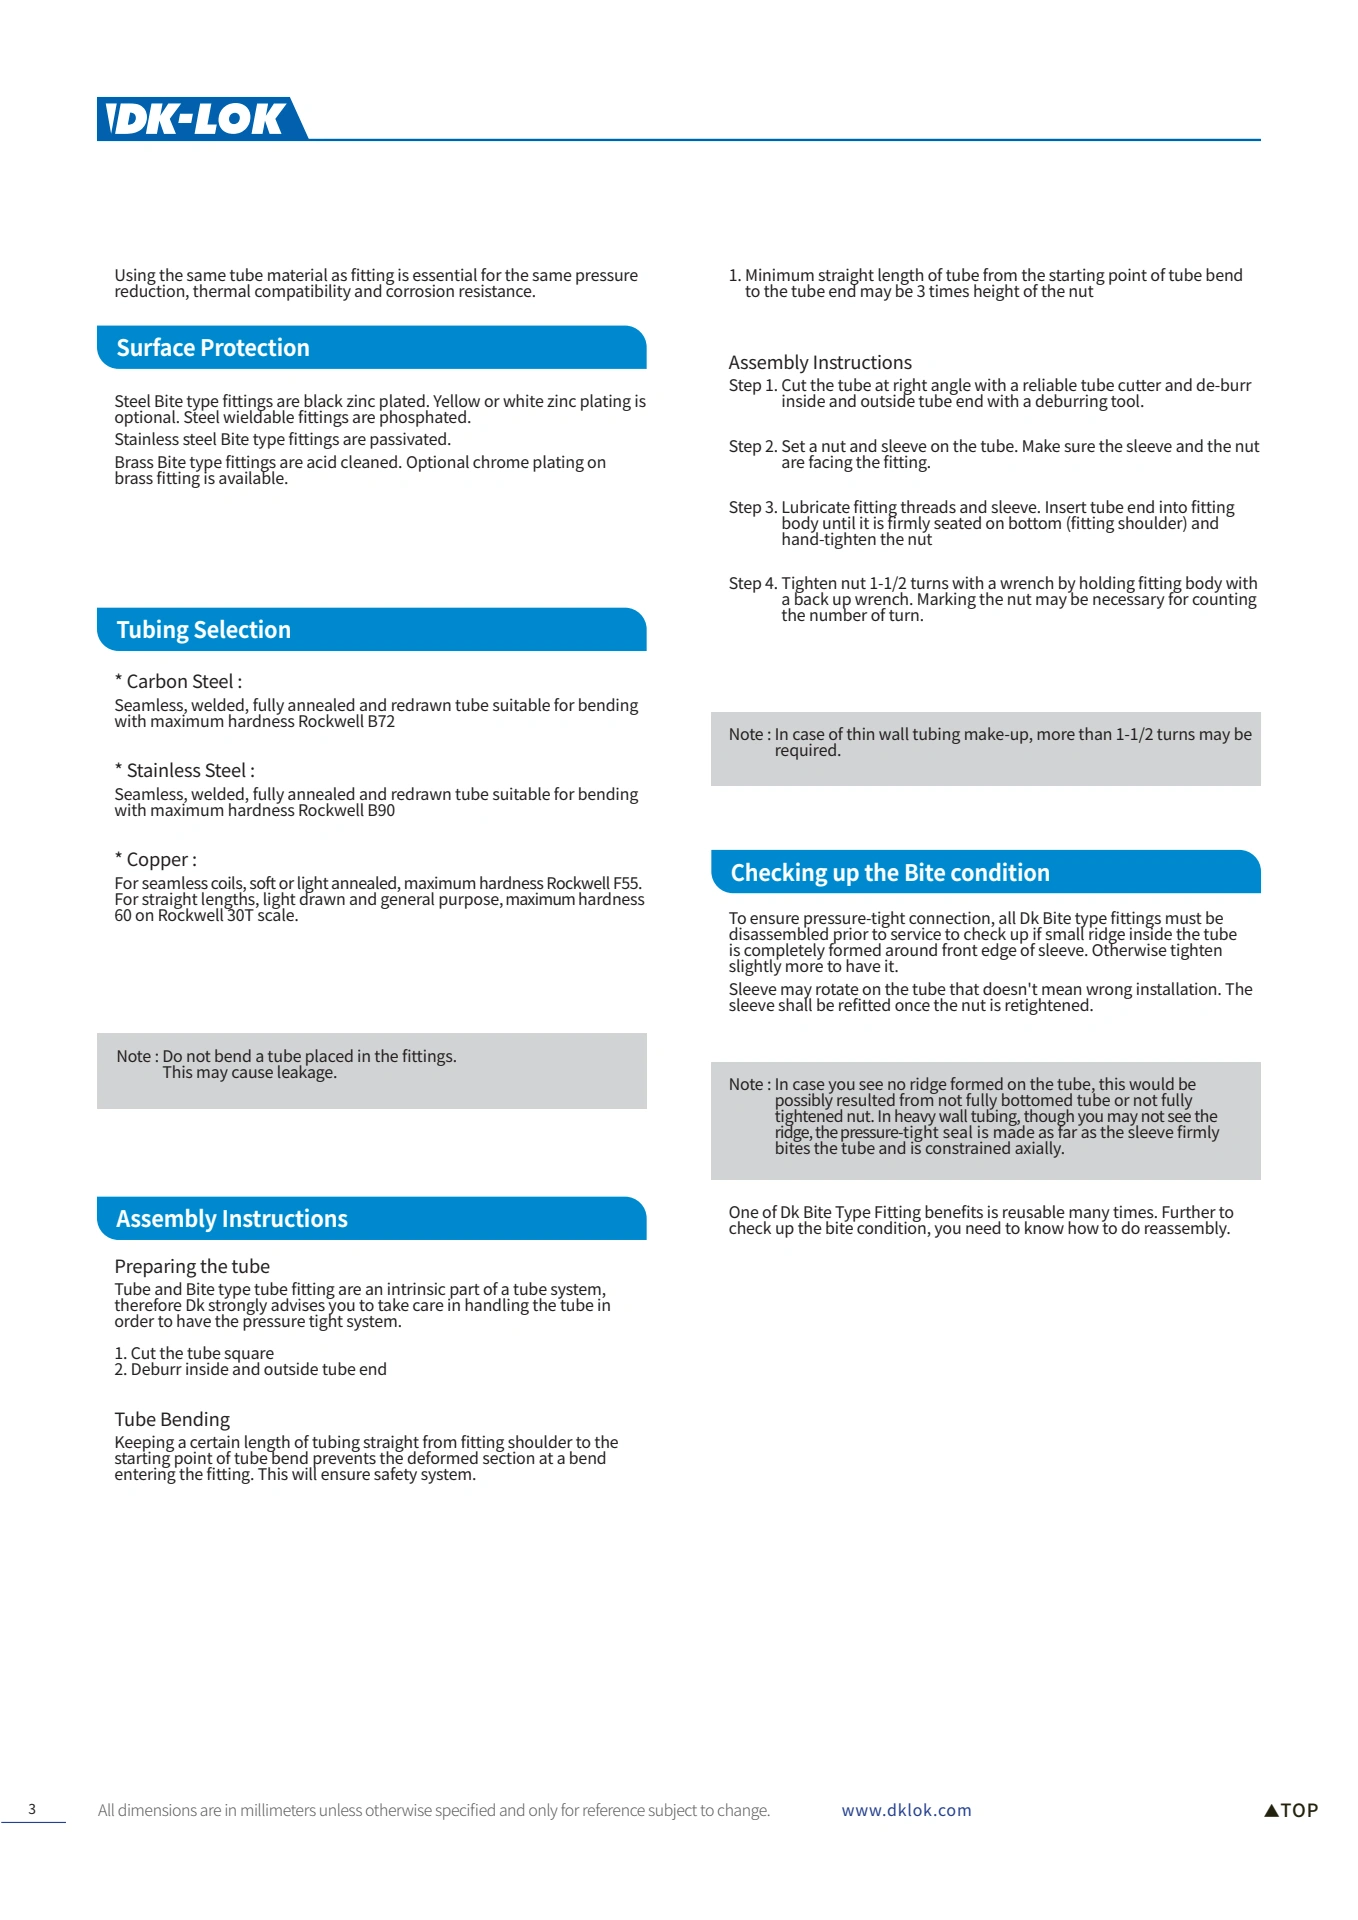 DK-LOK
Using the same tube material as fitting is essential for the same pressure
reduction, thermal compatibility and corrosion resistance.
Surface Protection
Steel Bite type fittings are black zinc plated. Yellow or white zinc plating is
optional. Steel wieldable fittings are phosphated.
Stainless steel Bite type fittings are passivated.
Brass Bite type fittings are acid cleaned. Optional chrome plating on
brass fitting is available.
Tubing Selection
* Carbon Steel :
Seamless, welded, fully annealed and redrawn tube suitable for bending
with maximum hardness Rockwell B72
* Stainless Steel :
Seamless, welded, fully annealed and redrawn tube suitable for bending
with maximum hardness Rockwell B90
* Copper :
For seamless coils, soft or light annealed, maximum hardness Rockwell F55.
For straight lengths, light drawn and general purpose, maximum hardness
60 on Rockwell 30T scale.
Note : Do not bend a tube placed in the fittings.
This may cause leakage.
Assembly Instructions
Preparing the tube
Tube and Bite type tube fitting are an intrinsic part of a tube system,
therefore Dk strongly advises you to take care in handling the tube in
order to have the pressure tight system.
1. Cut the tube square
2. Deburr inside and outside tube end
Tube Bending
Keeping a certain length of tubing straight from fitting shoulder to the
starting point of tube bend prevents the deformed section at a bend
entering the fitting. This will ensure safety system.
1. Minimum straight length of tube from the starting point of tube bend
to the tube end may be 3 times height of the nut
Assembly Instructions
Step 1. Cut the tube at right angle with a reliable tube cutter and de-burr
inside and outside tube end with a deburring tool.
Step 2. Set a nut and sleeve on the tube. Make sure the sleeve and the nut
are facing the fitting.
Step 3. Lubricate fitting threads and sleeve. Insert tube end into fitting
body until it is firmly seated on bottom (fitting shoulder) and
hand-tighten the nut
Step 4. Tighten nut 1-1/2 turns with a wrench by holding fitting body with
a back up wrench. Marking the nut may be necessary for counting
the number of turn.
Note : In case of thin wall tubing make-up, more than 1-1/2 turns may be
required.
Checking up the Bite condition
To ensure pressure-tight connection, all Dk Bite type fittings must be
disassembled prior to service to check up if small ridge inside the tube
is completely formed around front edge of sleeve. Otherwise tighten
slightly more to have it.
Sleeve may rotate on the tube that doesn't mean wrong installation. The
sleeve shall be refitted once the nut is retightened.
Note : In case you see no ridge formed on the tube, this would be
possibly resulted from not fully bottomed tube or not fully
tightened nut. In heavy wall tubing, though you may not see the
ridge, the pressure-tight seal is made as far as the sleeve firmly
bites the tube and is constrained axially.
One of Dk Bite Type Fitting benefits is reusable many times. Further to
check up the bite condition, you need to know how to do reassembly.
3
All dimensions are in millimeters unless otherwise specified and only for reference subject to change.
www.dklok.com
▲TOP